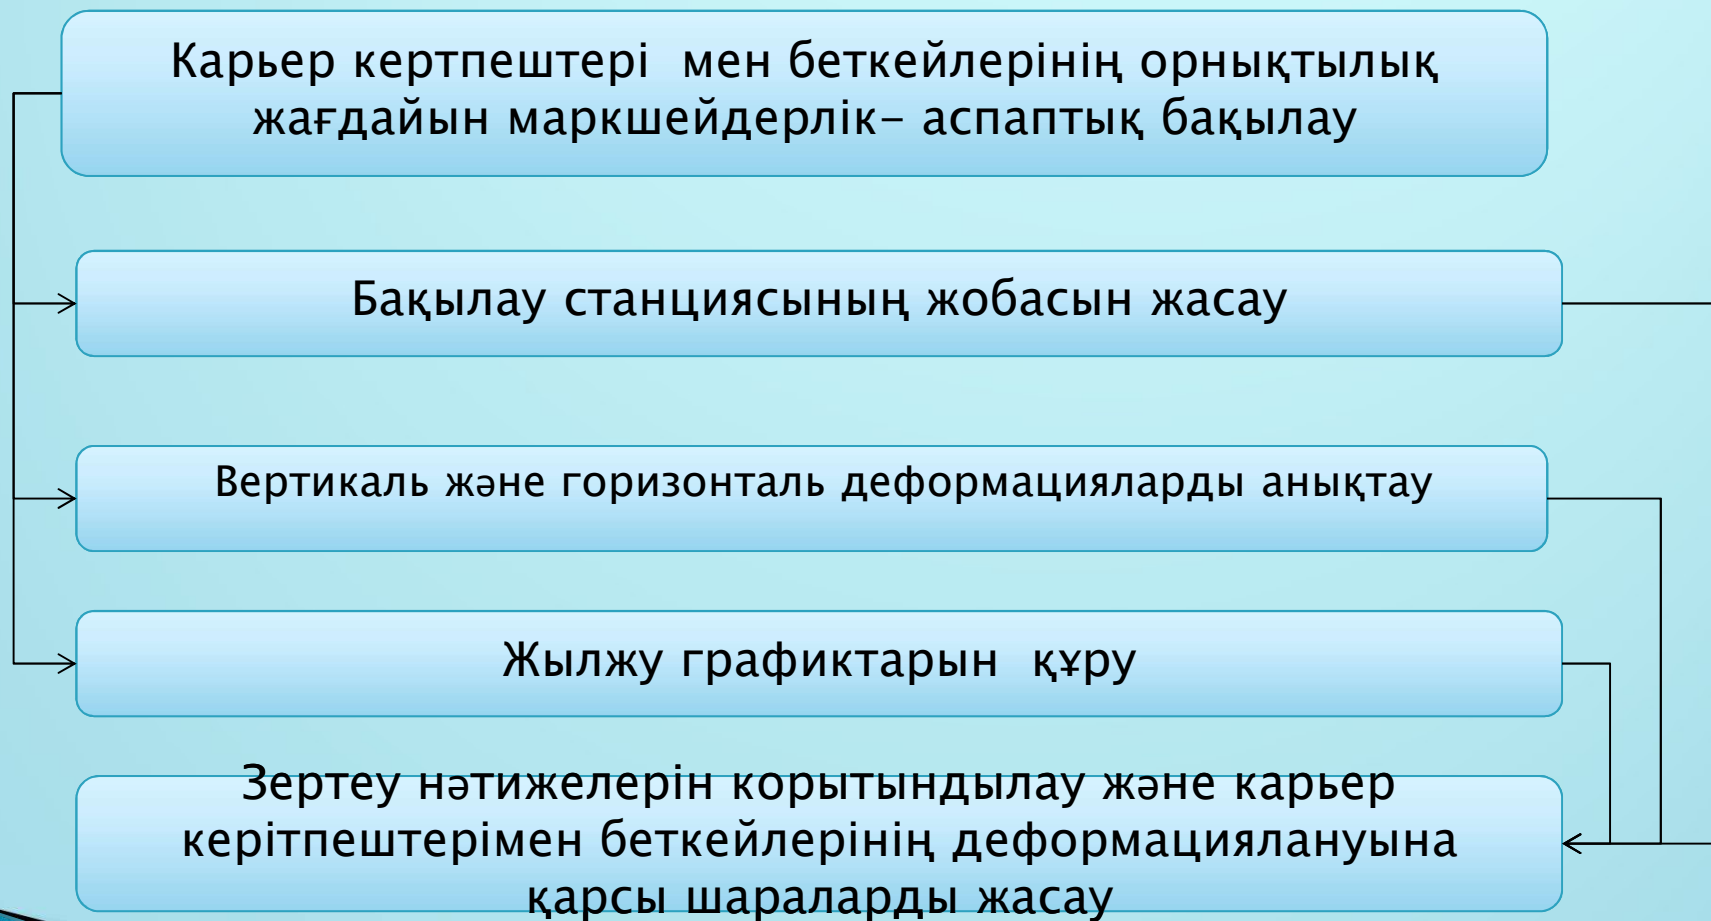 Карьер кертпештері мен беткейлерінің орнықтылық
жағдайын маркшейдерлік- аспаптық бақылау
Бақылау станциясының жобасын жасау
Вертикаль және горизонталь деформацияларды анықтау
Жылжу графиктарын құру
Зертеу нәтижелерін корытындылау және карьер
керітпештерімен беткейлерінің деформациялануына
қарсы шараларды жасау